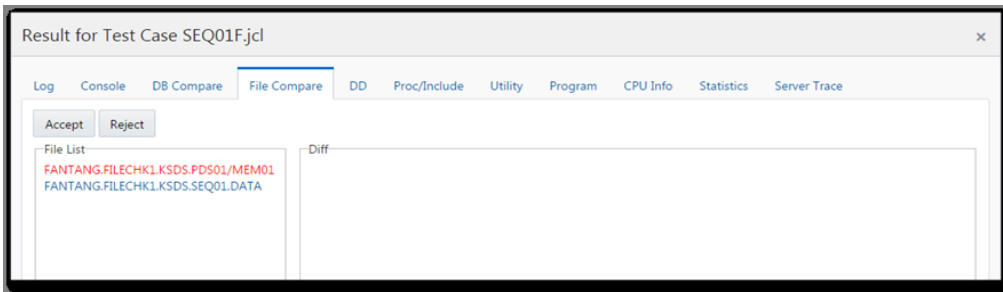 Result for Test Case SEQ01F.jcl ×
Log Console DB Compare File Compare DD Proc/Include Utility Program CPU Info Statistics Server Trace
Accept Reject
File List Diff
FANTANG.FILECHK1.KSDS.PDS01/MEM01
FANTANG.FILECHK1.KSDS.SEQ01.DATA